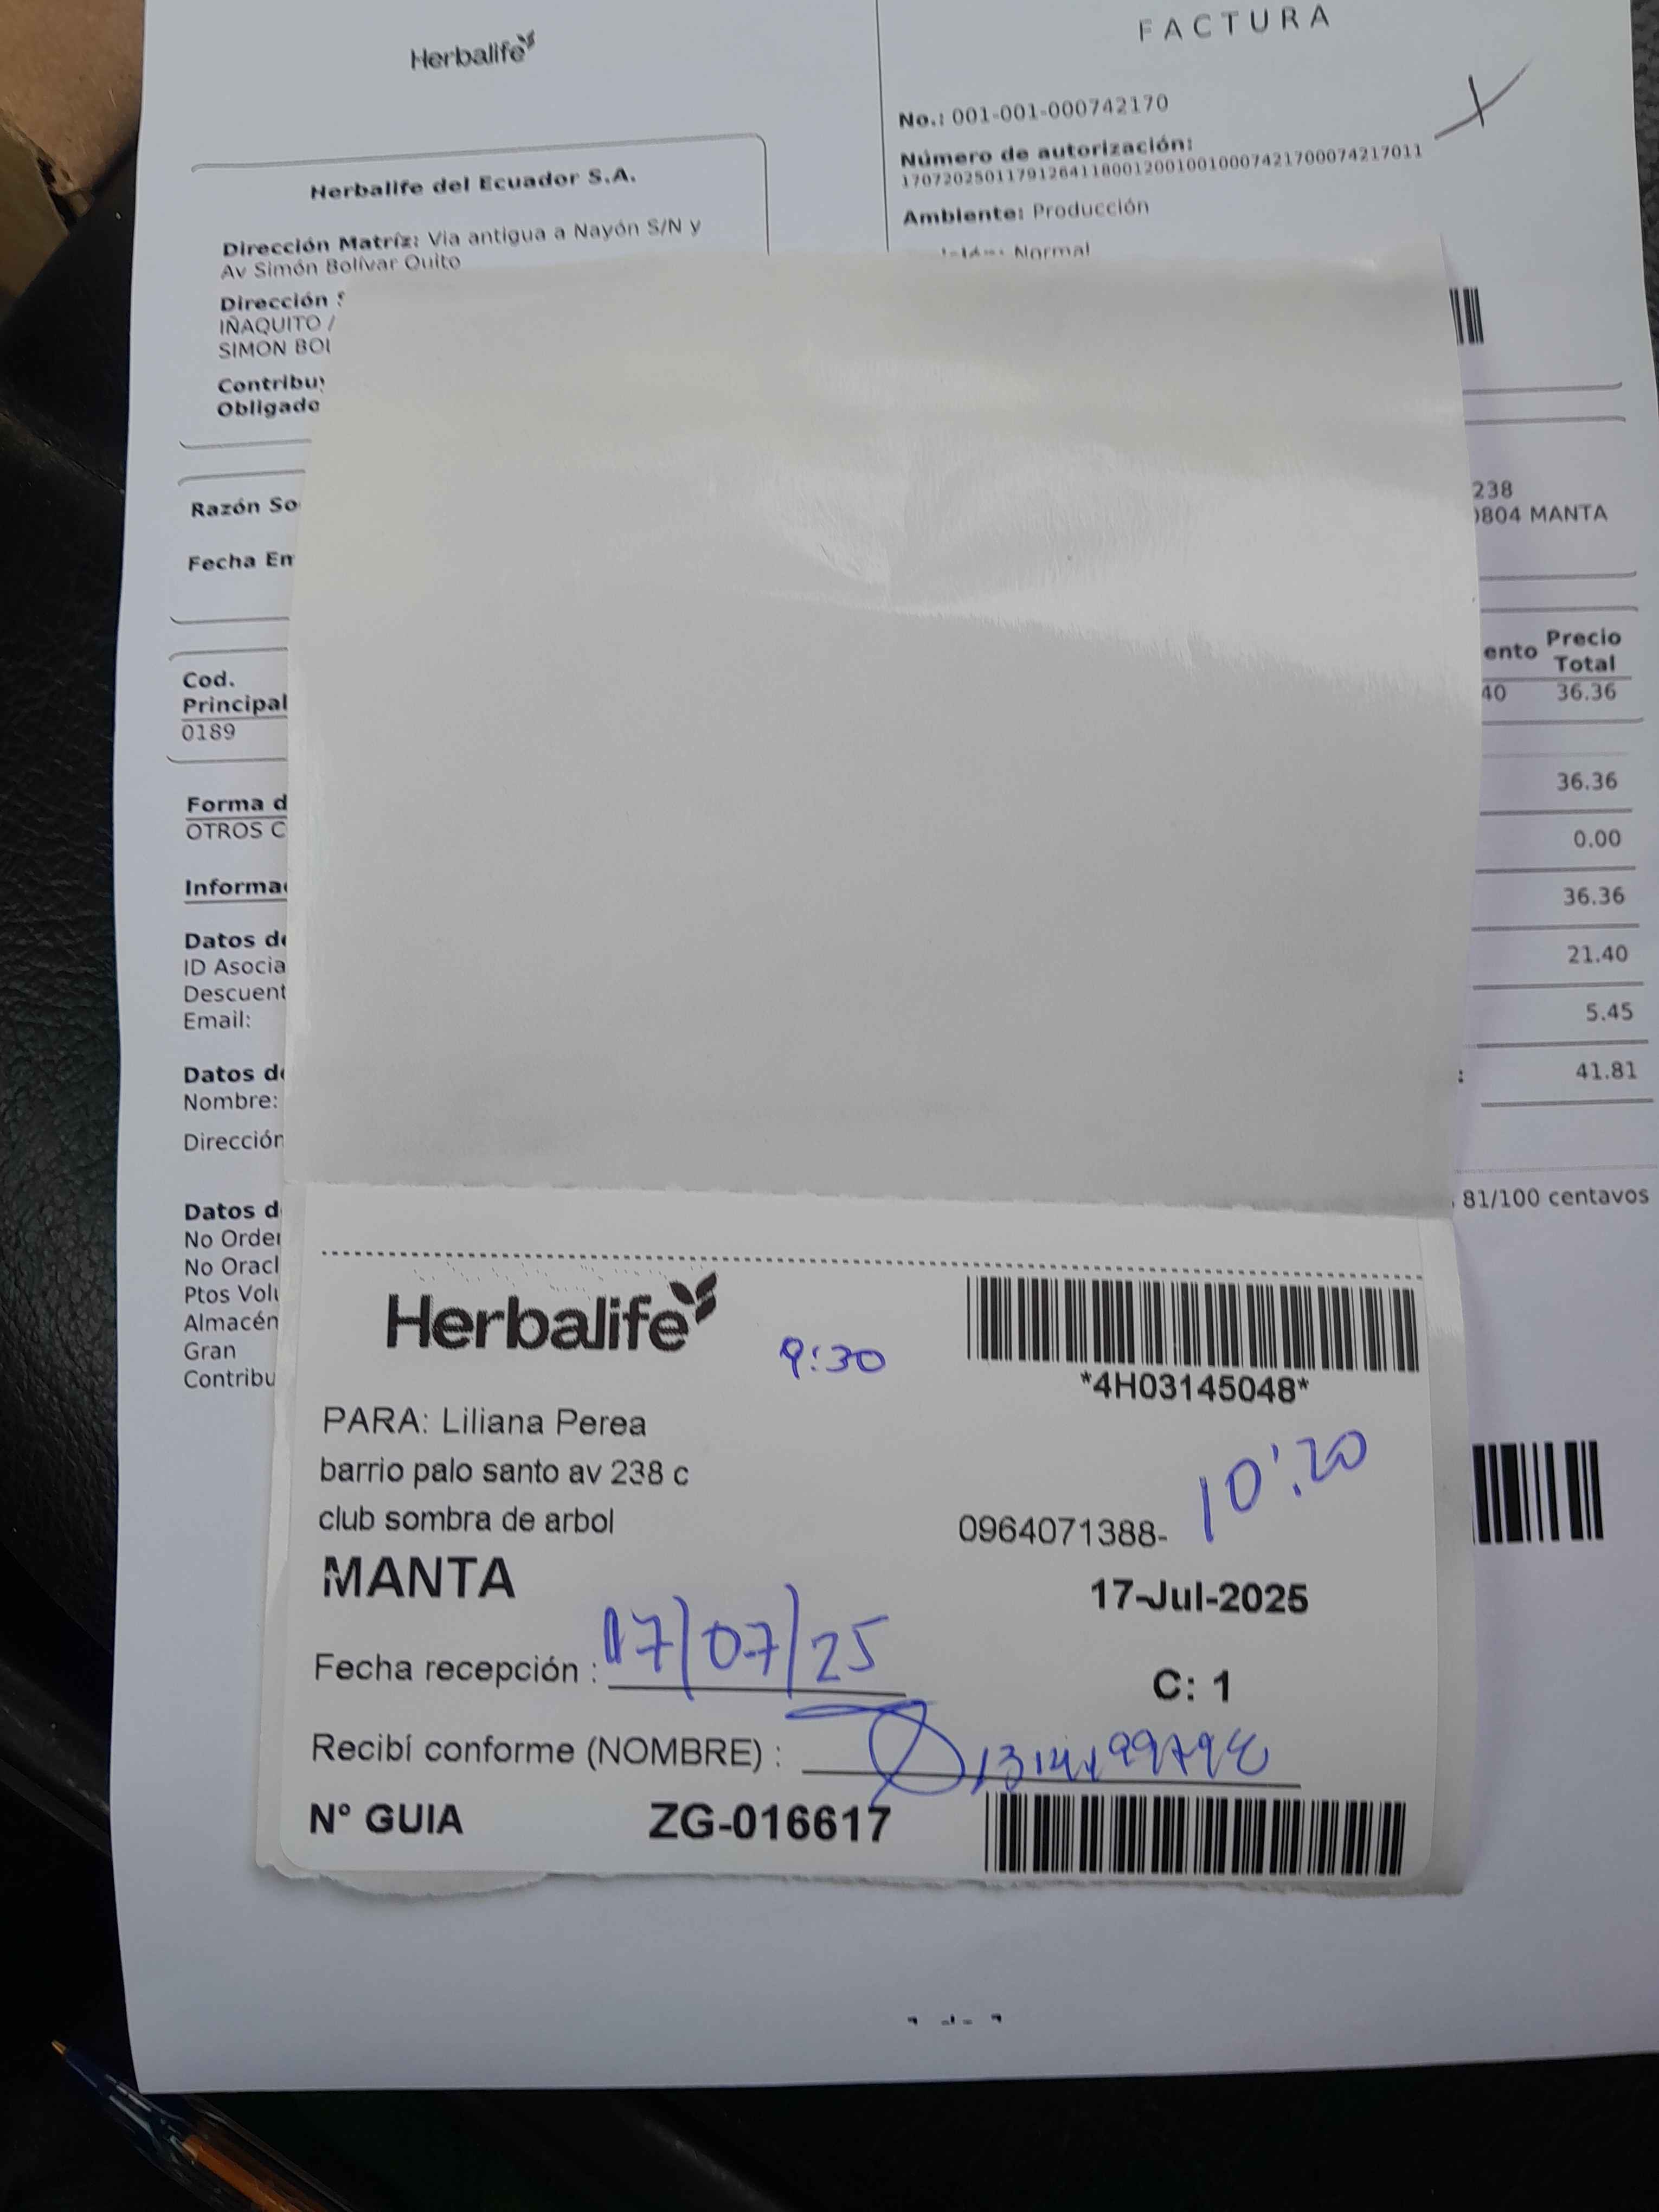 Herbalife
FACTURA
No.: 001-001-000742170
Número de autorización:
1707202501179126411800120010010007421700074217011
Ambiente: Producción
Normal
Herbalife del Ecuador S.A.
Dirección Matríz: Via antigua a Nayón S/N y
Av Simón Bolívar Quito
Dirección
IÑAQUITO /
SIMON BOL
Contribuy
Obligado
Razón So
238
0804 MANTA
Fecha Em
Cod.
Principal
ento Precio
Total
0189
40 36.36
Forma d
OTROS C
36.36
0.00
Informa
36.36
Datos de
ID Asocia
21.40
Descuent
Email:
5.45
Datos de
: 41.81
Nombre:
Dirección
81/100 centavos
Datos d
No Orde
No Oracl
Ptos Vol
Almacén
Gran
Contribu
Herbalife
9:30
*4H03145048*
PARA: Liliana Perea
barrio palo santo av 238 c
10:20
club sombra de arbol
0964071388-
MANTA
17-Jul-2025
Fecha recepción : 17/07/25
C: 1
Recibí conforme (NOMBRE) :
N° GUIA ZG-016617